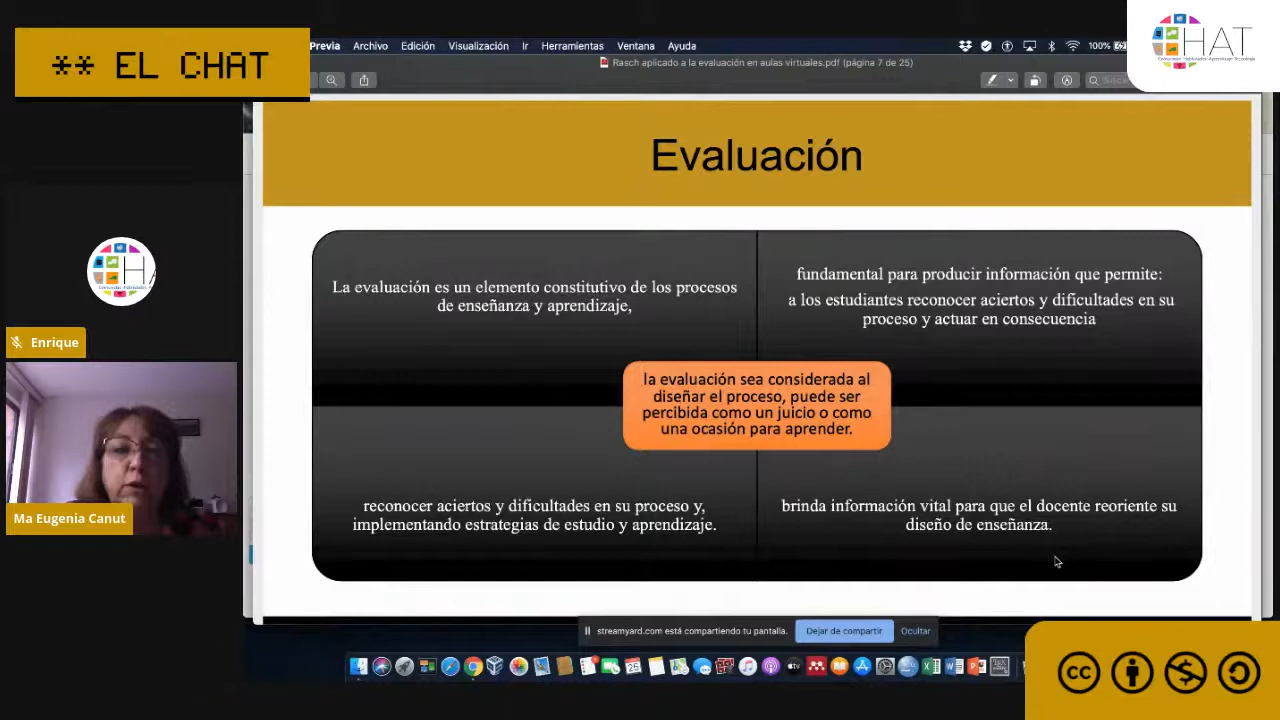 ** EL CHAT
Previa Archivo Edición Visualización Ir Herramientas Ventana Ayuda
100%
HAT
Rasch aplicado a la evaluación en aulas virtuales.pdf (página 7 de 25)
Evaluación
La evaluación es un elemento constitutivo de los procesos
de enseñanza y aprendizaje,
fundamental para producir información que permite:
a los estudiantes reconocer aciertos y dificultades en su
proceso y actuar en consecuencia
la evaluación sea considerada al
diseñar el proceso, puede ser
percibida como un juicio o como
una ocasión para aprender.
reconocer aciertos y dificultades en su proceso y,
implementando estrategias de estudio y aprendizaje.
brinda información vital para que el docente reoriente su
diseño de enseñanza.
Enrique
Ma Eugenia Canut
streamyard.com está compartiendo tu pantalla.
Dejar de compartir
Ocultar
cc